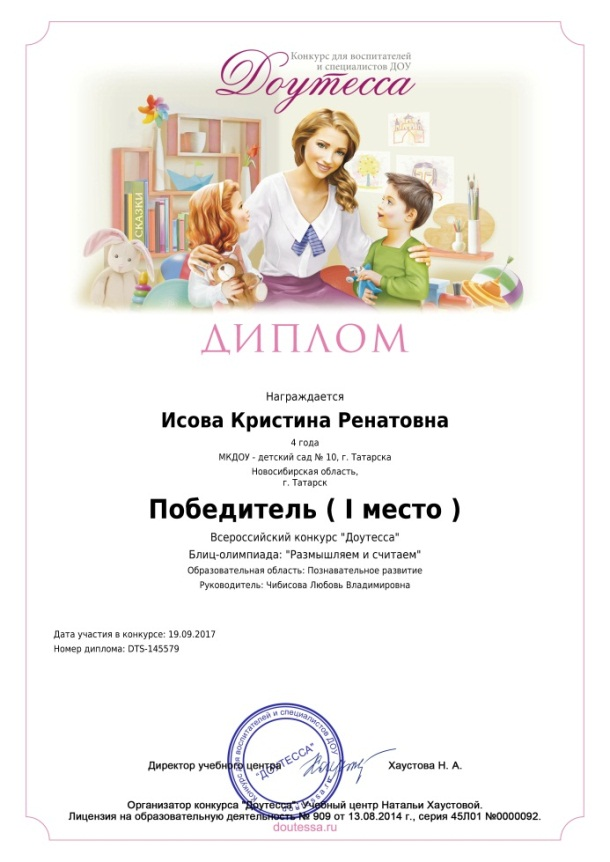 Конкурс для воспитателей
и специалистов ДОУ
Доутесса
СКАЗКИ
ДИПЛОМ
Награждается
Исова Кристина Ренатовна
4 года
МКДОУ - детский сад № 10, г. Татарска
Новосибирская область,
г. Татарск
Победитель ( I место )
Всероссийский конкурс "Доутесса"
Блиц-олимпиада: "Размышляем и считаем"
Образовательная область: Познавательное развитие
Руководитель: Чибисова Любовь Владимировна
Дата участия в конкурсе: 19.09.2017
Номер диплома: DTS-145579
Конкурс для воспитателей и специалистов ДОУ
"ДОУТЕССА"
doutessa.ru
Директор учебного центра
Хаустова Н. А.
Организатор конкурса "Доутесса": Учебный центр Натальи Хаустовой.
Лицензия на образовательную деятельность № 909 от 13.08.2014 г., серия 45Л01 №0000092.
doutessa.ru